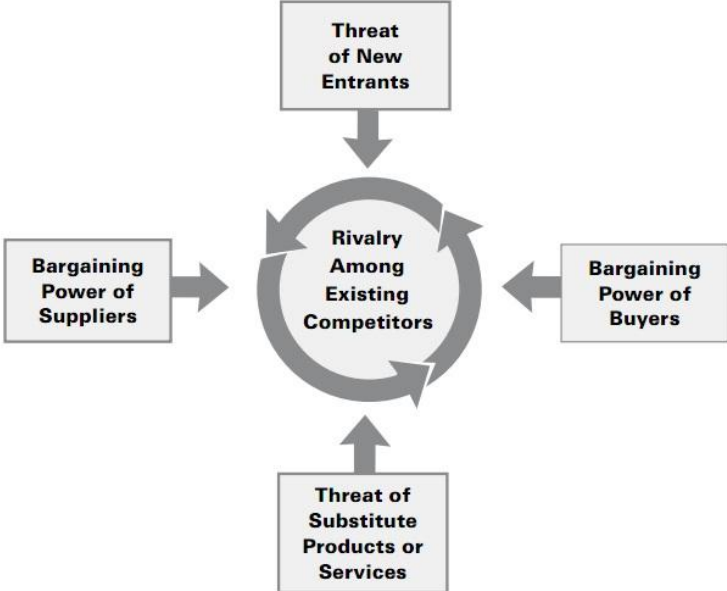 Threat
of New
Entrants
Bargaining
Power of
Suppliers
Rivalry
Among
Existing
Competitors
Bargaining
Power of
Buyers
Threat of
Substitute
Products or
Services